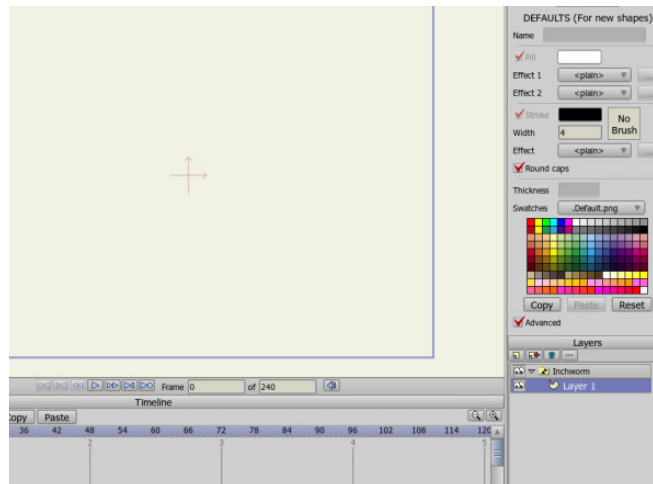 DEFAULTS (For new shapes)
Name
Fill
Effect 1 <plain> ...
Effect 2 <plain> ...
Stroke
No Brush
Width 4
Effect <plain> ...
Round caps
Thickness
Swatches .Default.png
Copy Paste Reset
Advanced
Layers
...
Inchworm
Layer 1
Frame 0 of 240
Timeline
Copy Paste
36 42 48 54 60 66 72 78 84 90 96 102 108 114 120
2 3 4 5